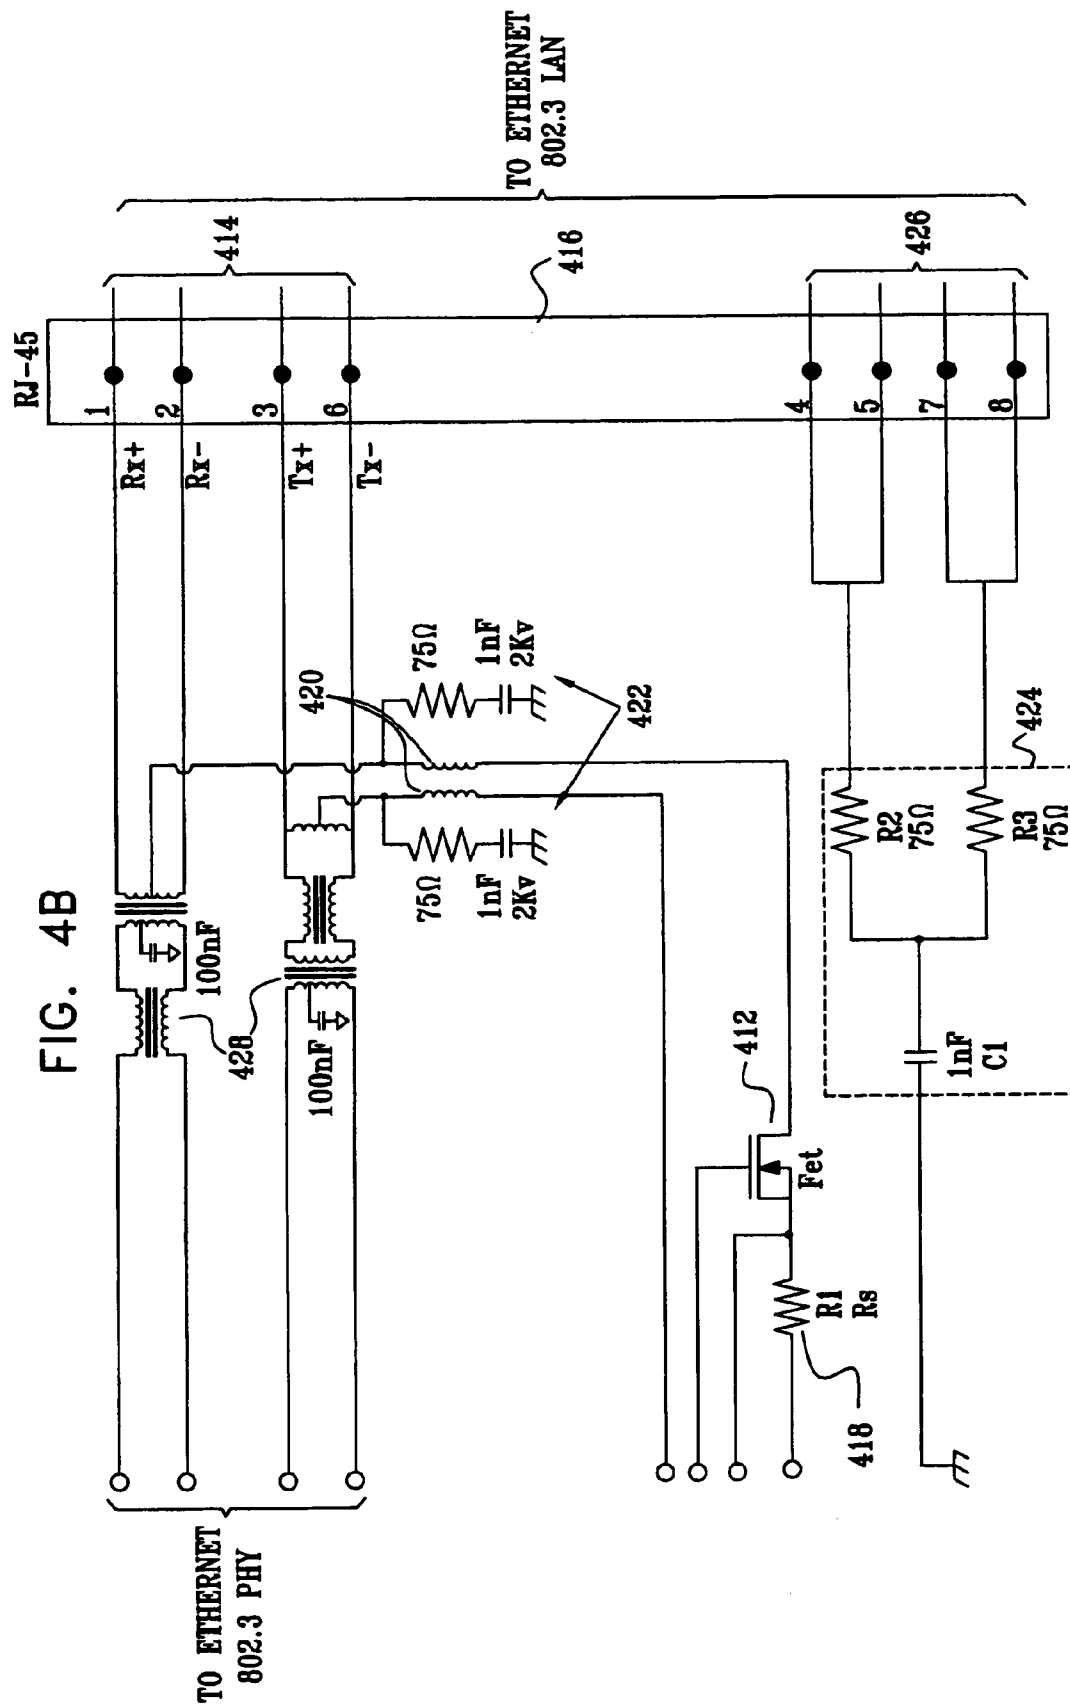 FIG. 4B
TO ETHERNET
802.3 PHY
TO ETHERNET
802.3 LAN
RJ-45
1
2
3
6
4
5
7
8
Rx+
Rx-
Tx+
Tx-
414
416
426
428
100nF
100nF
420
422
75Ω
1nF
2Kv
75Ω
1nF
2Kv
412
Fet
R1
Rs
418
424
R2
75Ω
R3
75Ω
1nF
C1